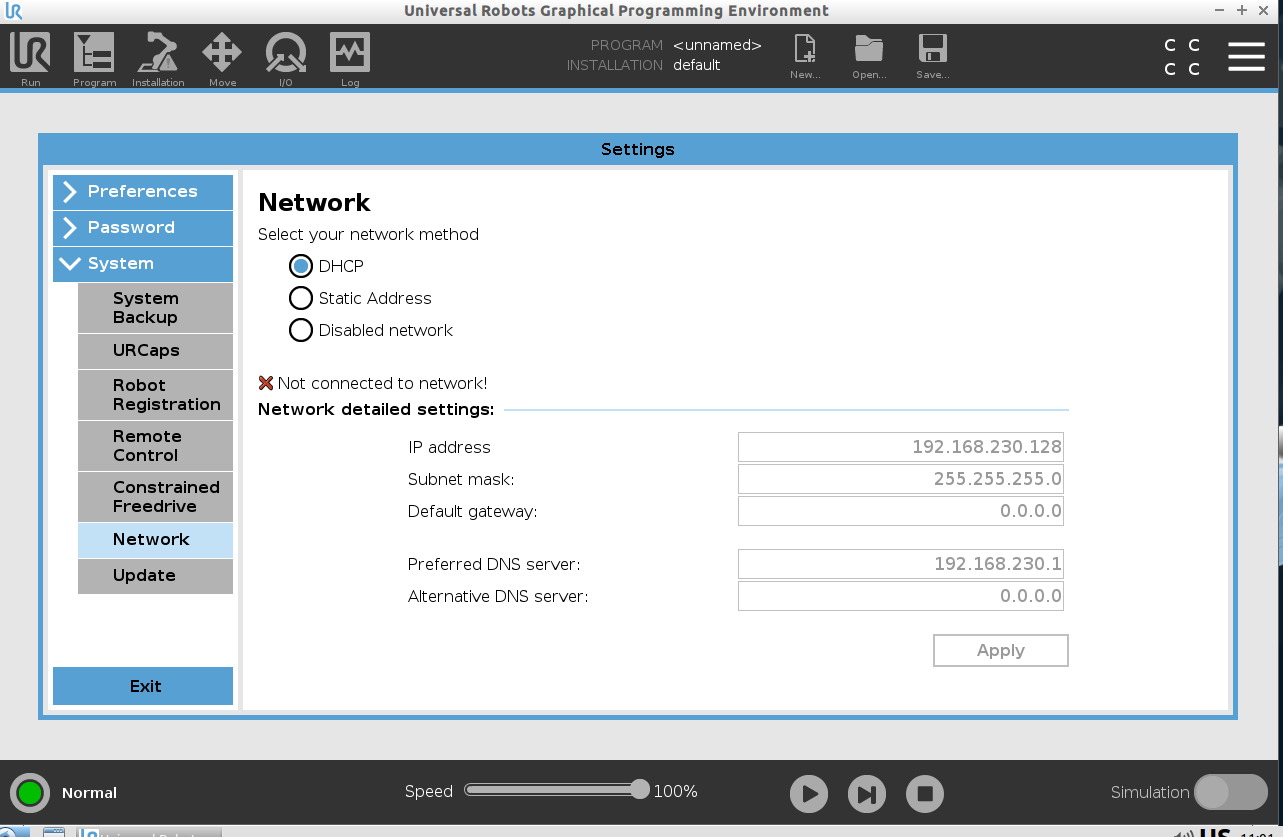 Universal Robots Graphical Programming Environment
Run
Program
Installation
Move
I/O
Log
PROGRAM <unnamed>
INSTALLATION default
New...
Open...
Save...
C C
C C
Settings
Preferences
Password
System
System
Backup
URCaps
Robot
Registration
Remote
Control
Constrained
Freedrive
Network
Update
Exit
Network
Select your network method
DHCP
Static Address
Disabled network
Not connected to network!
Network detailed settings:
IP address 192.168.230.128
Subnet mask: 255.255.255.0
Default gateway: 0.0.0.0
Preferred DNS server: 192.168.230.1
Alternative DNS server: 0.0.0.0
Apply
Normal
Speed 100%
Simulation
US